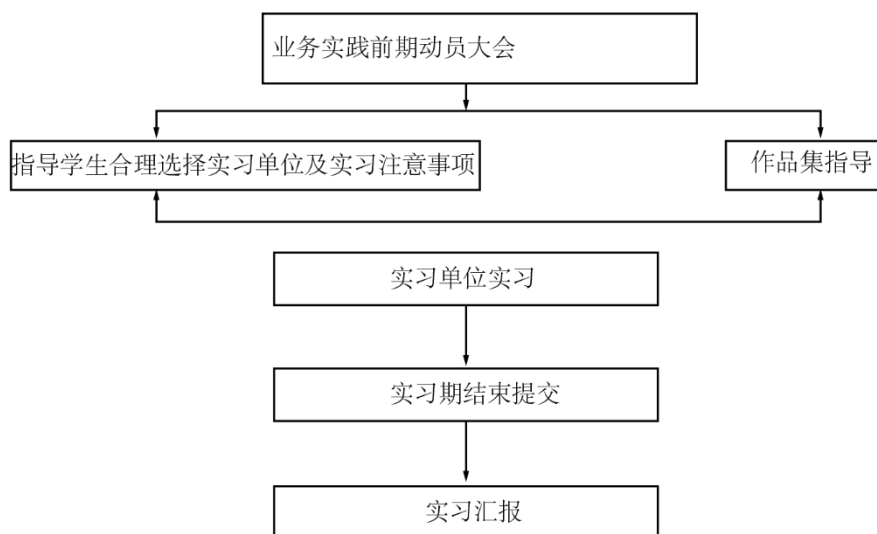 业务实践前期动员大会
指导学生合理选择实习单位及实习注意事项
作品集指导
实习单位实习
实习期结束提交
实习汇报